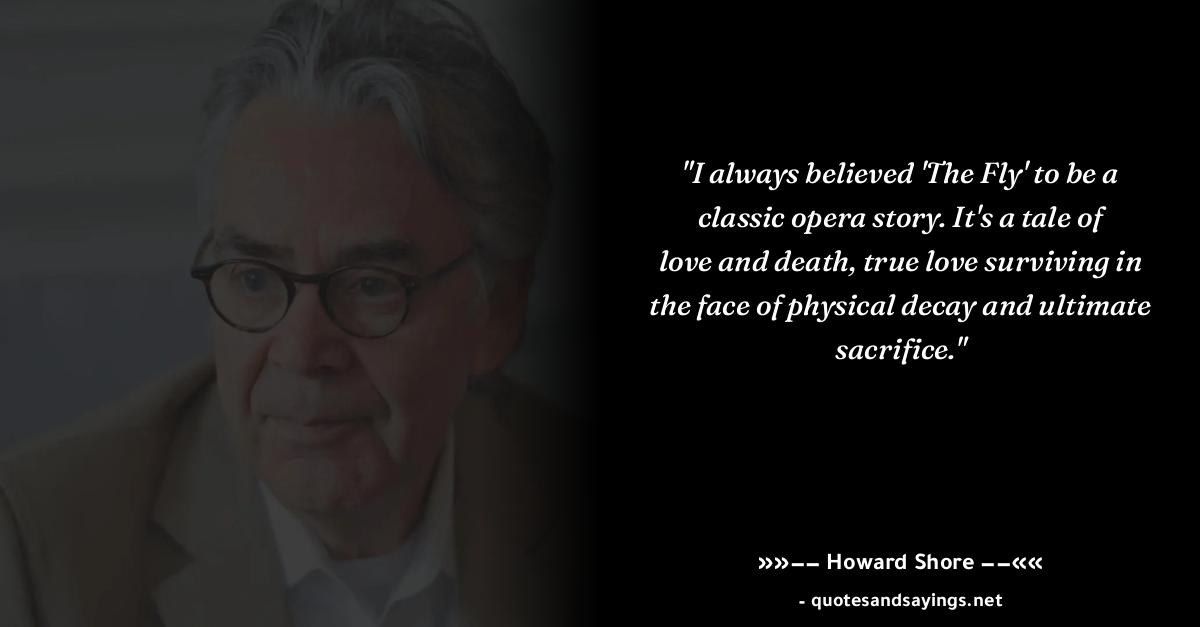 "I always believed 'The Fly' to be a
classic opera story. It's a tale of
love and death, true love surviving in
the face of physical decay and ultimate
sacrifice."
»»–– Howard Shore ––««
- quotesandsayings.net